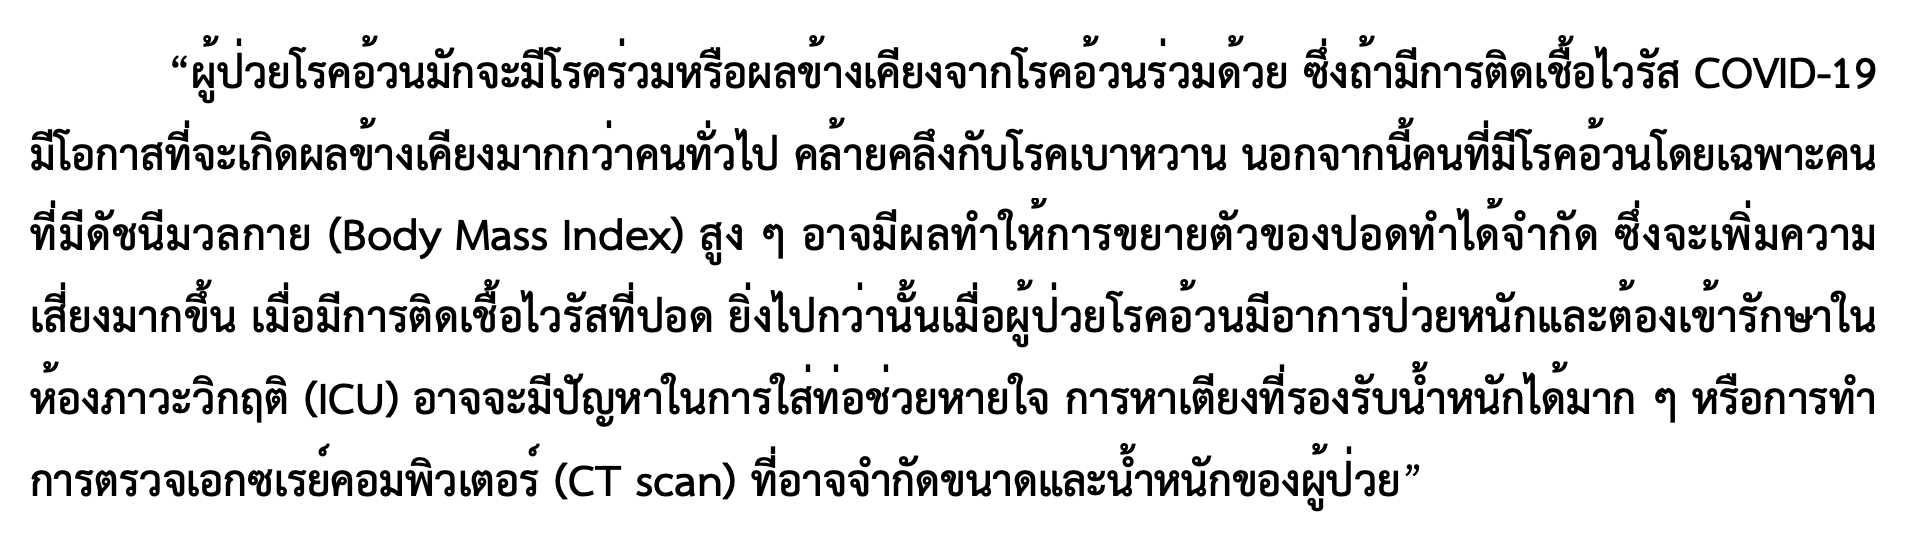 “ผู้ป่วยโรคอ้วนมักจะมีโรคร่วมหรือผลข้างเคียงจากโรคอ้วนร่วมด้วย ซึ่งถ้ามีการติดเชื้อไวรัส COVID-19
มีโอกาสที่จะเกิดผลข้างเคียงมากกว่าคนทั่วไป คล้ายคลึงกับโรคเบาหวาน นอกจากนี้คนที่มีโรคอ้วนโดยเฉพาะคน
ที่มีดัชนีมวลกาย (Body Mass Index) สูง ๆ อาจมีผลทำให้การขยายตัวของปอดทำได้จำกัด ซึ่งจะเพิ่มความ
เสี่ยงมากขึ้น เมื่อมีการติดเชื้อไวรัสที่ปอด ยิ่งไปกว่านั้นเมื่อผู้ป่วยโรคอ้วนมีอาการป่วยหนักและต้องเข้ารักษาใน
ห้องภาวะวิกฤติ (ICU) อาจจะมีปัญหาในการใส่ท่อช่วยหายใจ การหาเตียงที่รองรับน้ำหนักได้มาก ๆ หรือการทำ
การตรวจเอกซเรย์คอมพิวเตอร์ (CT scan) ที่อาจจำกัดขนาดและน้ำหนักของผู้ป่วย”